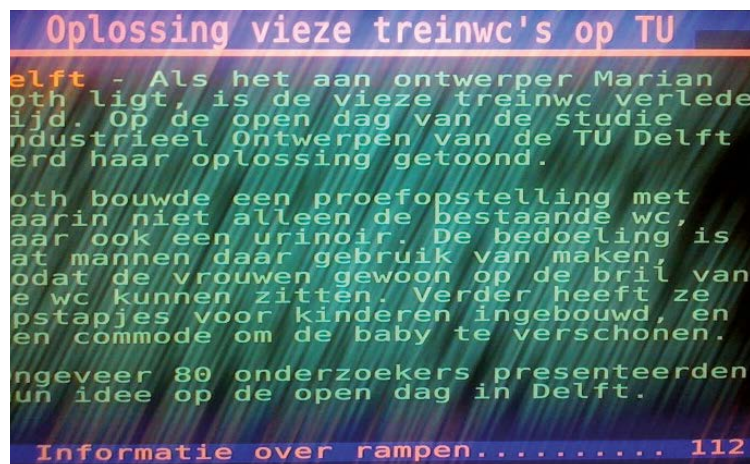 Oplossing vieze treinwc's op TU
elft - Als het aan ontwerper Marian
oth ligt, is de vieze treinwc verlede
ijd. Op de open dag van de studie
ndustrieel Ontwerpen van de TU Delft
erd haar oplossing getoond.
oth bouwde een proefopstelling met
aarin niet alleen de bestaande wc,
aar ook een urinoir. De bedoeling is
at mannen daar gebruik van maken,
odat de vrouwen gewoon op de bril van
e wc kunnen zitten. Verder heeft ze
pstapjes voor kinderen ingebouwd, en
en commode om de baby te verschonen.
ngeveer 80 onderzoekers presenteerden
un idee op de open dag in Delft.
Informatie over rampen.......... 112